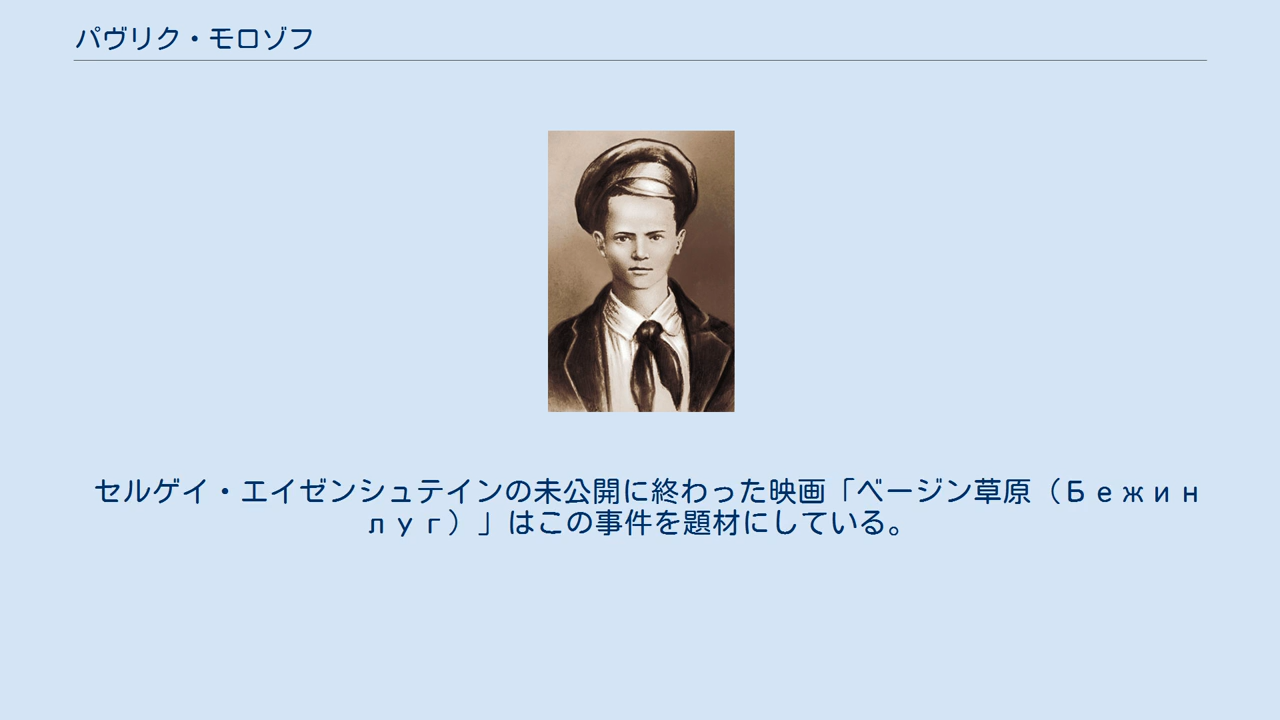 パヴリク・モロゾフ
セルゲイ・エイゼンシュテインの未公開に終わった映画「ベージン草原（Бежин
луг）」はこの事件を題材にしている。